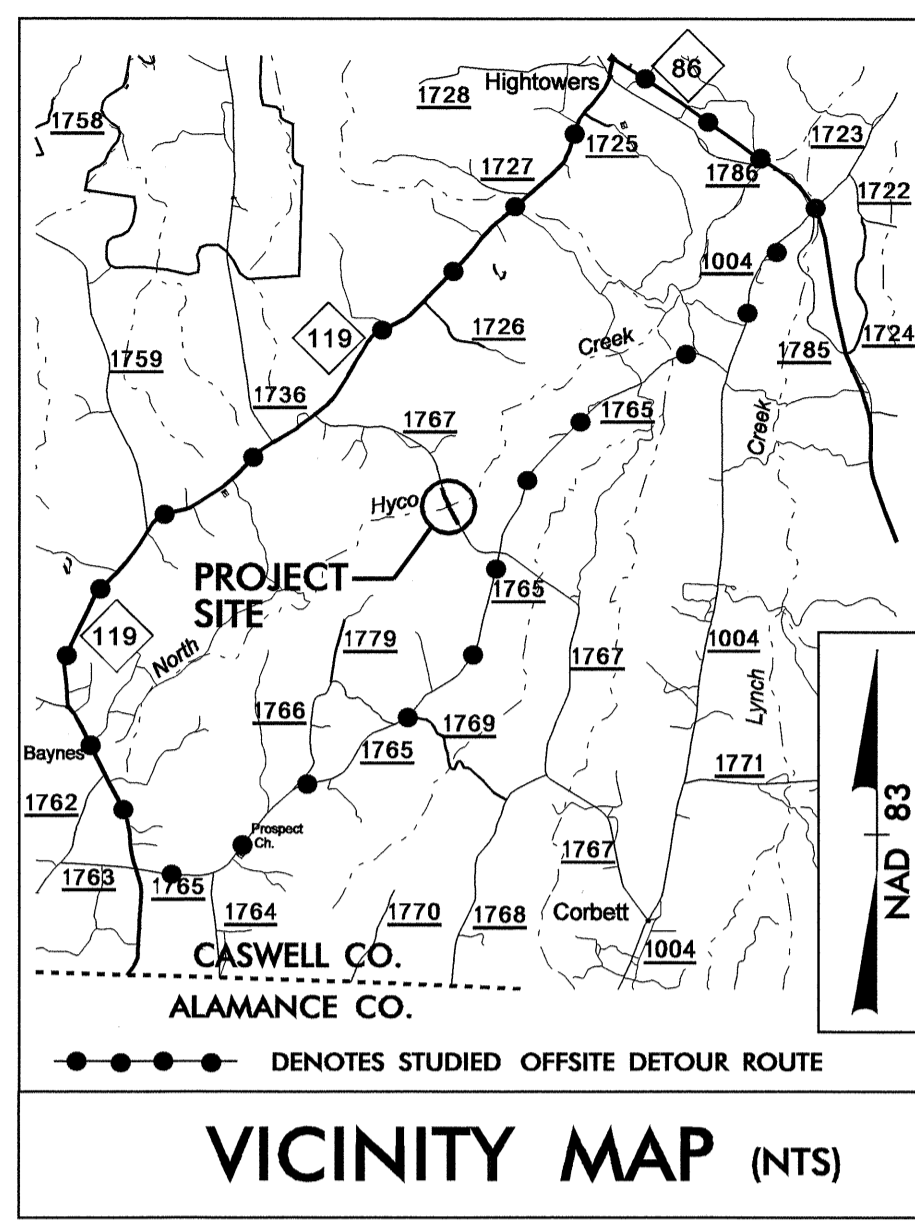 86
Hightowers
1728
1758
1723
1725
1727
1786
1722
1004
119
1726
Creek
1724
1785
1759
1736
1765
1767
Creek
Hyco
PROJECT
SITE
1765
119
1779
1004
North
1767
Lynch
1766
1769
1765
Baynes
1771
1762
NAD 83
Prospect
Ch.
1767
1763
1765
1764
1770
1768
Corbett
1004
CASWELL CO.
ALAMANCE CO.
DENOTES STUDIED OFFSITE DETOUR ROUTE
VICINITY MAP (NTS)